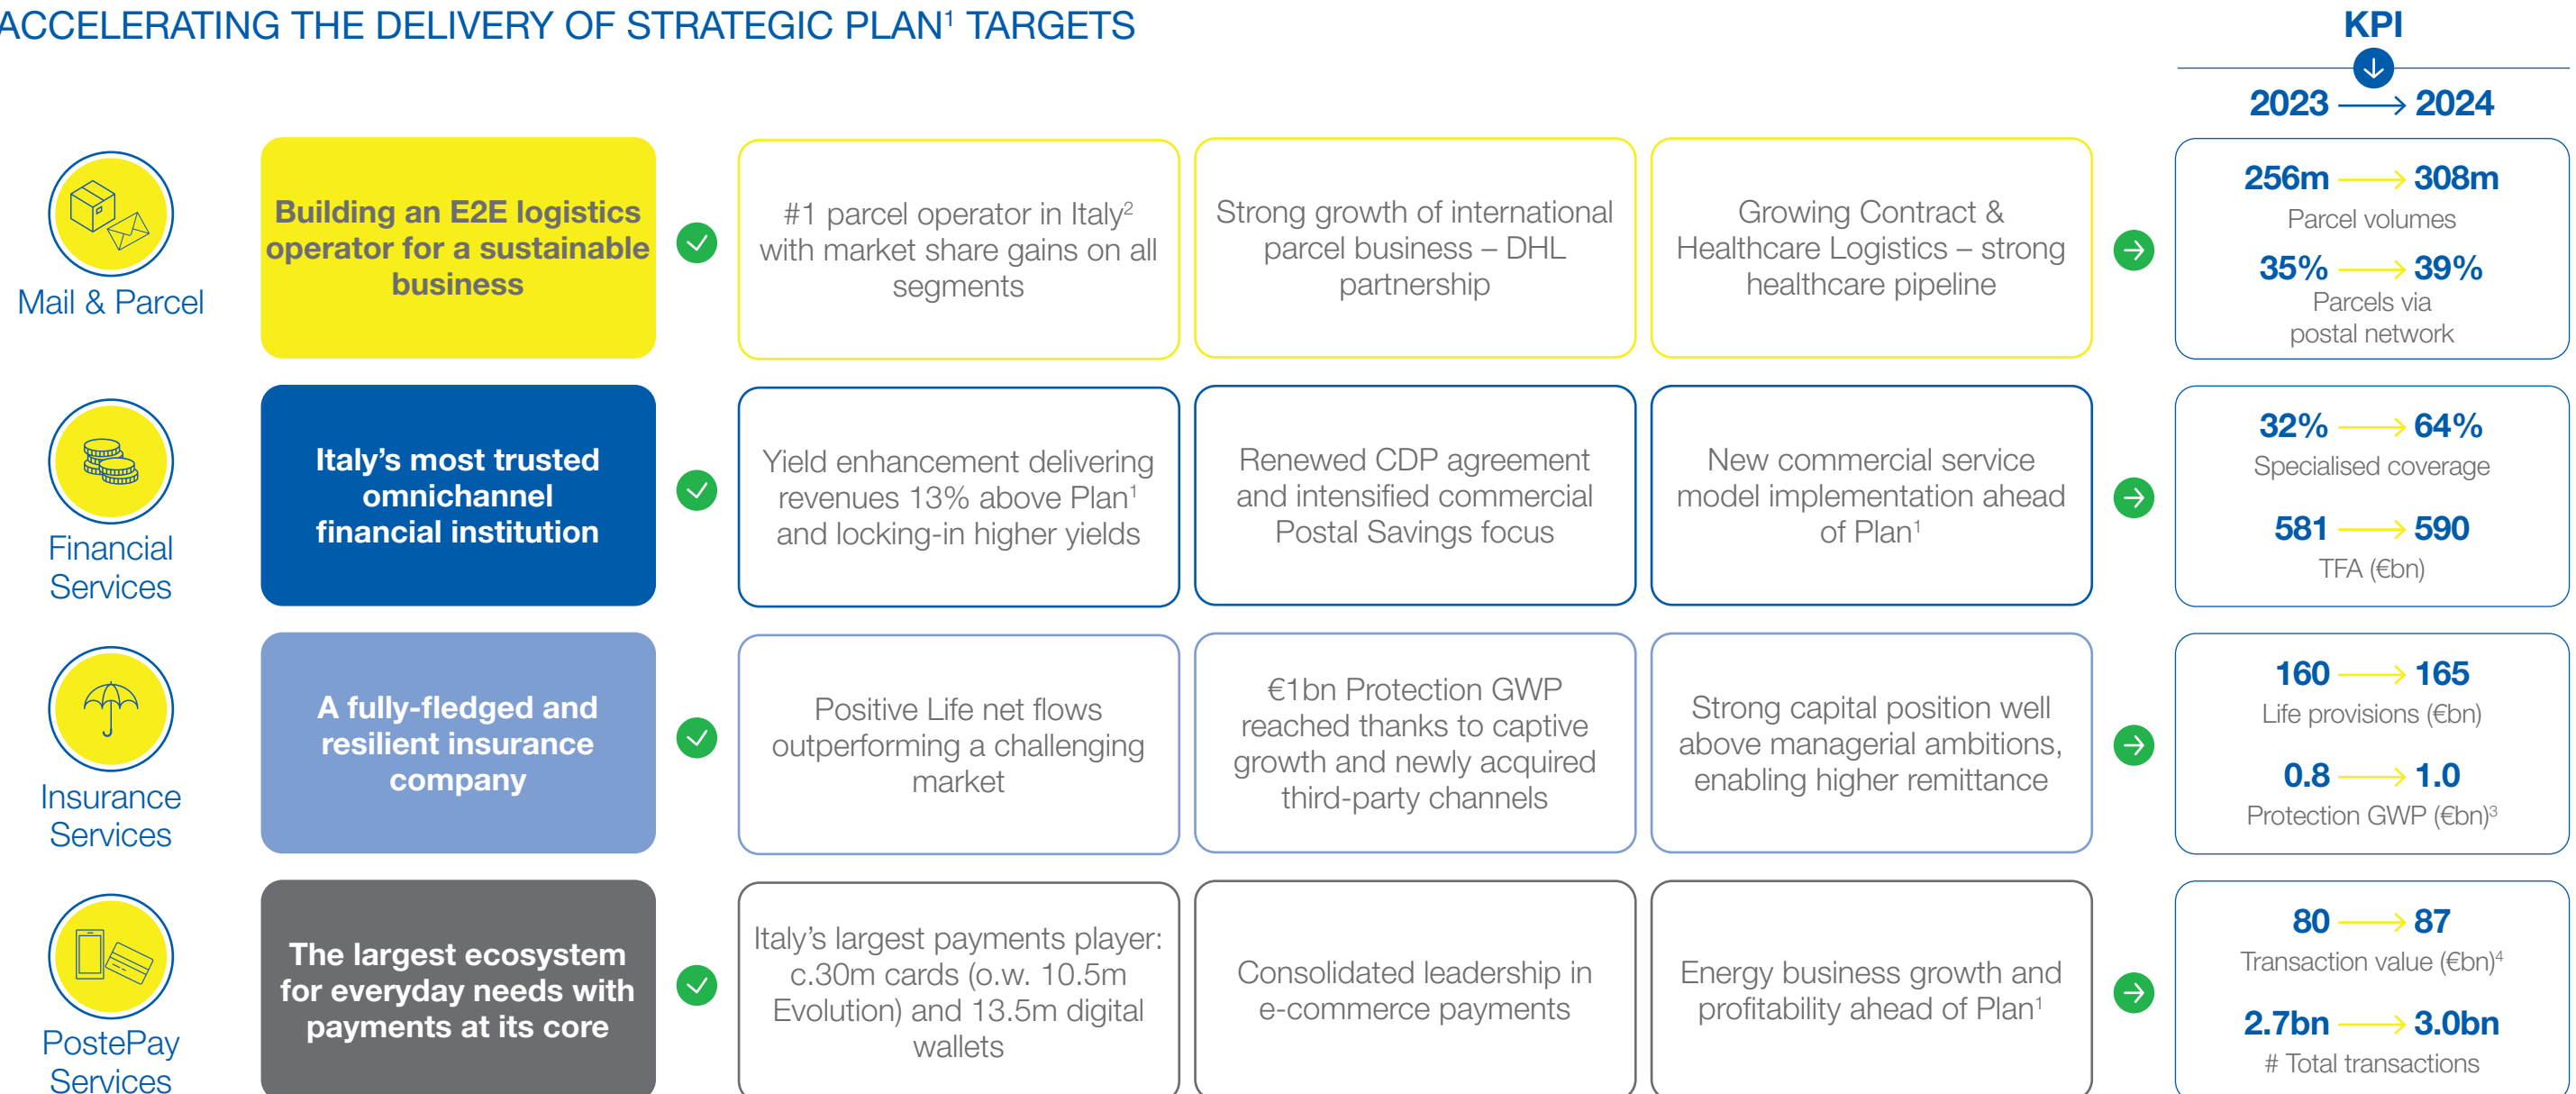 ACCELERATING THE DELIVERY OF STRATEGIC PLAN¹ TARGETS
KPI
2023 → 2024
Mail & Parcel
Building an E2E logistics
operator for a sustainable
business
#1 parcel operator in Italy²
with market share gains on all
segments
Strong growth of international
parcel business – DHL
partnership
Growing Contract &
Healthcare Logistics – strong
healthcare pipeline
256m → 308m
Parcel volumes
35% → 39%
Parcels via
postal network
Financial
Services
Italy’s most trusted
omnichannel
financial institution
Yield enhancement delivering
revenues 13% above Plan¹
and locking-in higher yields
Renewed CDP agreement
and intensified commercial
Postal Savings focus
New commercial service
model implementation ahead
of Plan¹
32% → 64%
Specialised coverage
581 → 590
TFA (€bn)
Insurance
Services
A fully-fledged and
resilient insurance
company
Positive Life net flows
outperforming a challenging
market
€1bn Protection GWP
reached thanks to captive
growth and newly acquired
third-party channels
Strong capital position well
above managerial ambitions,
enabling higher remittance
160 → 165
Life provisions (€bn)
0.8 → 1.0
Protection GWP (€bn)³
PostePay
Services
The largest ecosystem
for everyday needs with
payments at its core
Italy’s largest payments player:
c.30m cards (o.w. 10.5m
Evolution) and 13.5m digital
wallets
Consolidated leadership in
e-commerce payments
Energy business growth and
profitability ahead of Plan¹
80 → 87
Transaction value (€bn)⁴
2.7bn → 3.0bn
# Total transactions